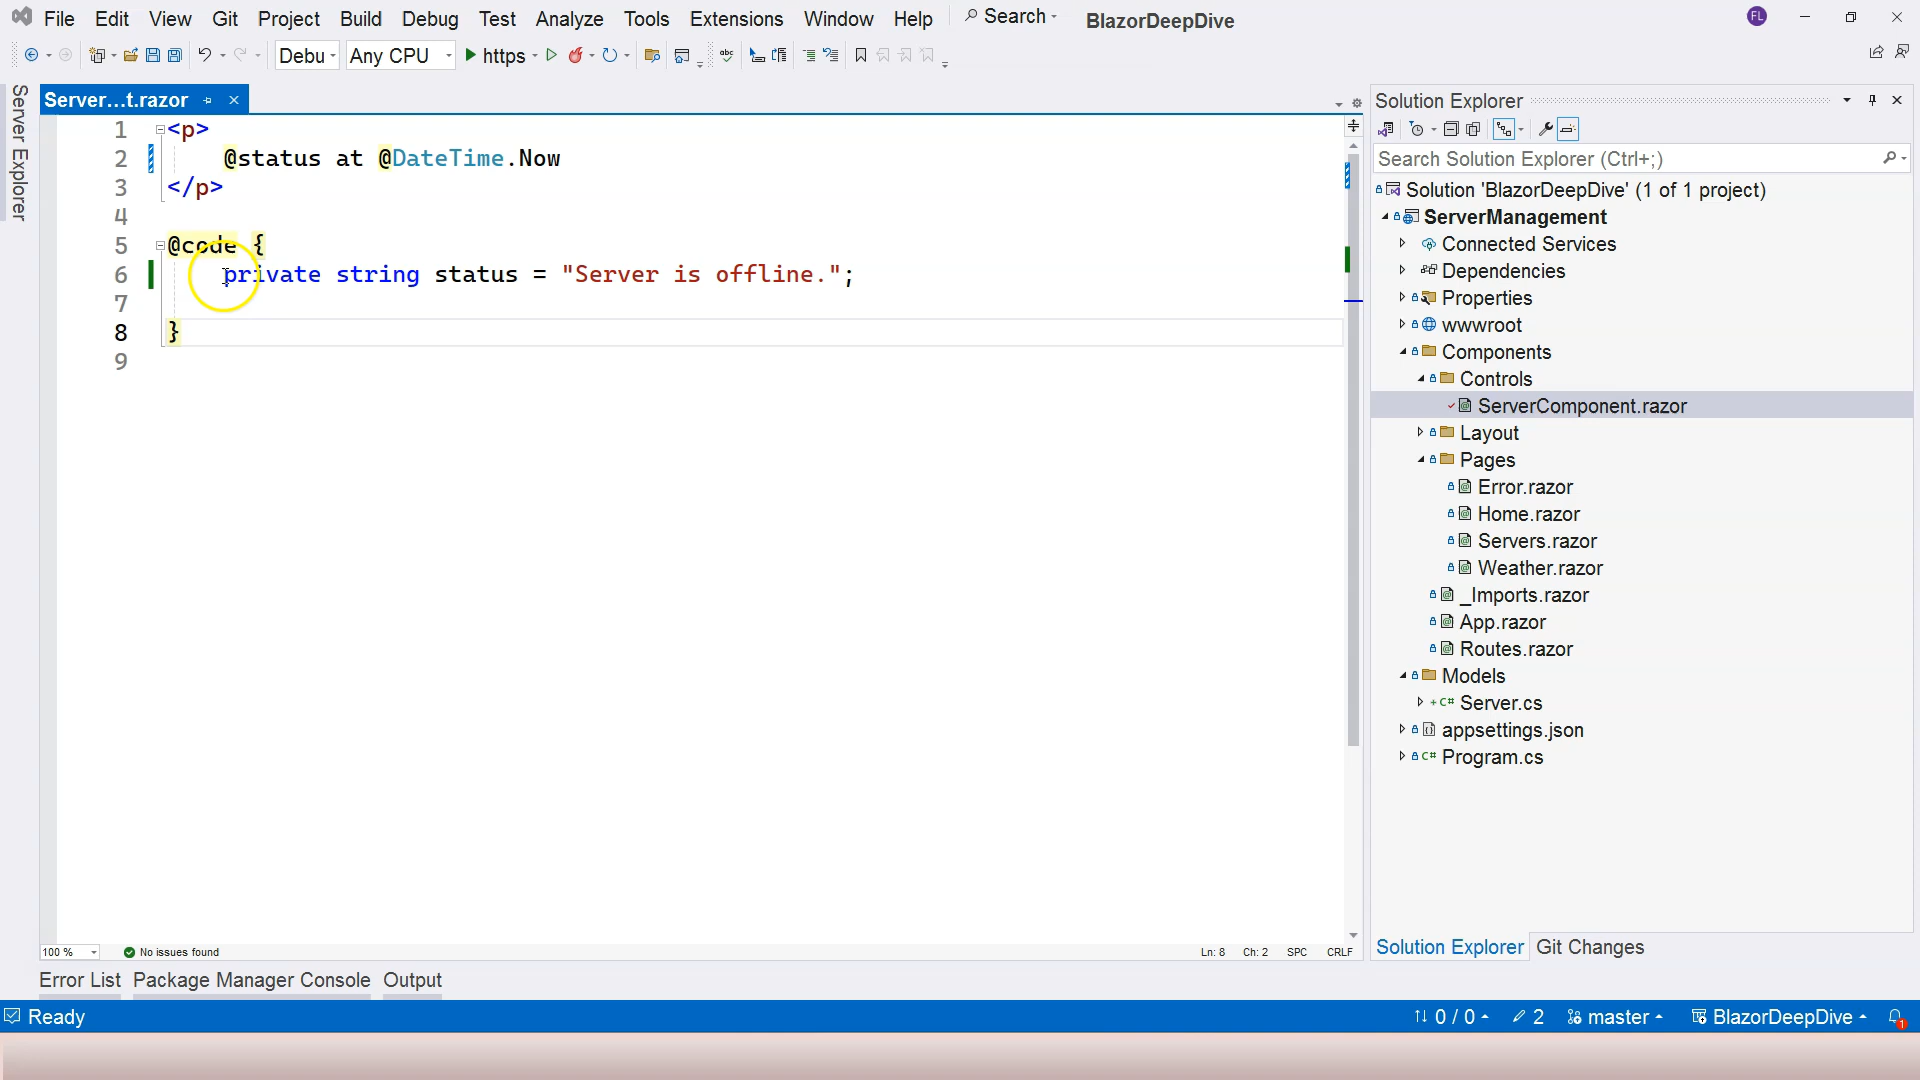 File Edit View Git Project Build Debug Test Analyze Tools Extensions Window Help Search BlazorDeepDive FL
Debu Any CPU https abc
Server Explorer
Server...t.razor
1 <p>
2 @status at @DateTime.Now
3 </p>
4
5 @code {
6 private string status = "Server is offline.";
7
8 }
9
100 % No issues found Ln: 8 Ch: 2 SPC CRLF
Solution Explorer
Search Solution Explorer (Ctrl+;)
Solution 'BlazorDeepDive' (1 of 1 project)
ServerManagement
Connected Services
Dependencies
Properties
wwwroot
Components
Controls
ServerComponent.razor
Layout
Pages
Error.razor
Home.razor
Servers.razor
Weather.razor
_Imports.razor
App.razor
Routes.razor
Models
C# Server.cs
appsettings.json
C# Program.cs
Solution Explorer Git Changes
Error List Package Manager Console Output
Ready 0 / 0 2 master BlazorDeepDive 1